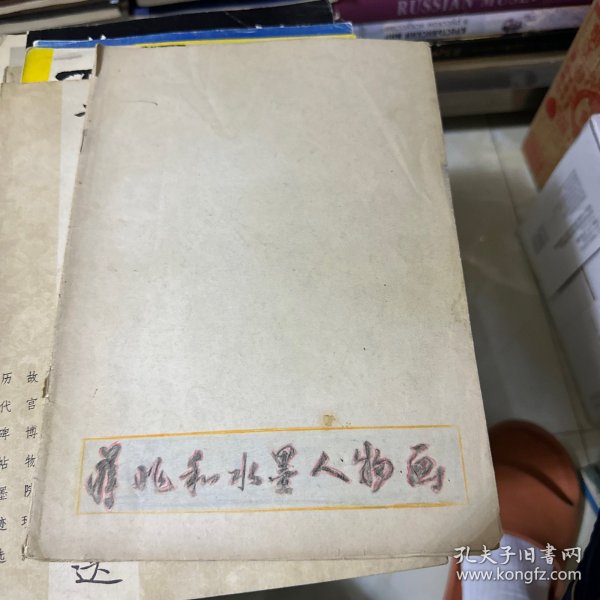 RUSSIAN MUSEUM
蒋兆和水墨人物画
故宫博物院
历代碑帖墨迹选
孔夫子旧书网
www.kongfz.com